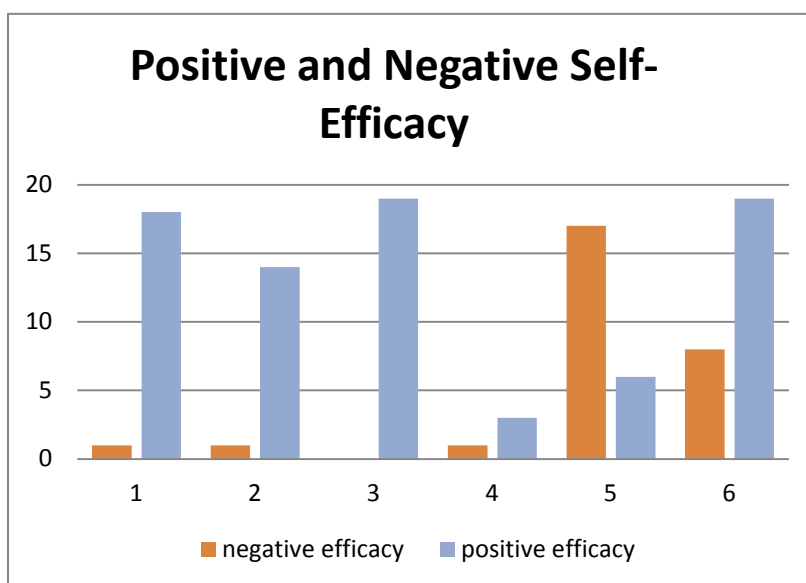 Positive and Negative Self-
Efficacy
20
15
10
5
0
1 2 3 4 5 6
negative efficacy positive efficacy